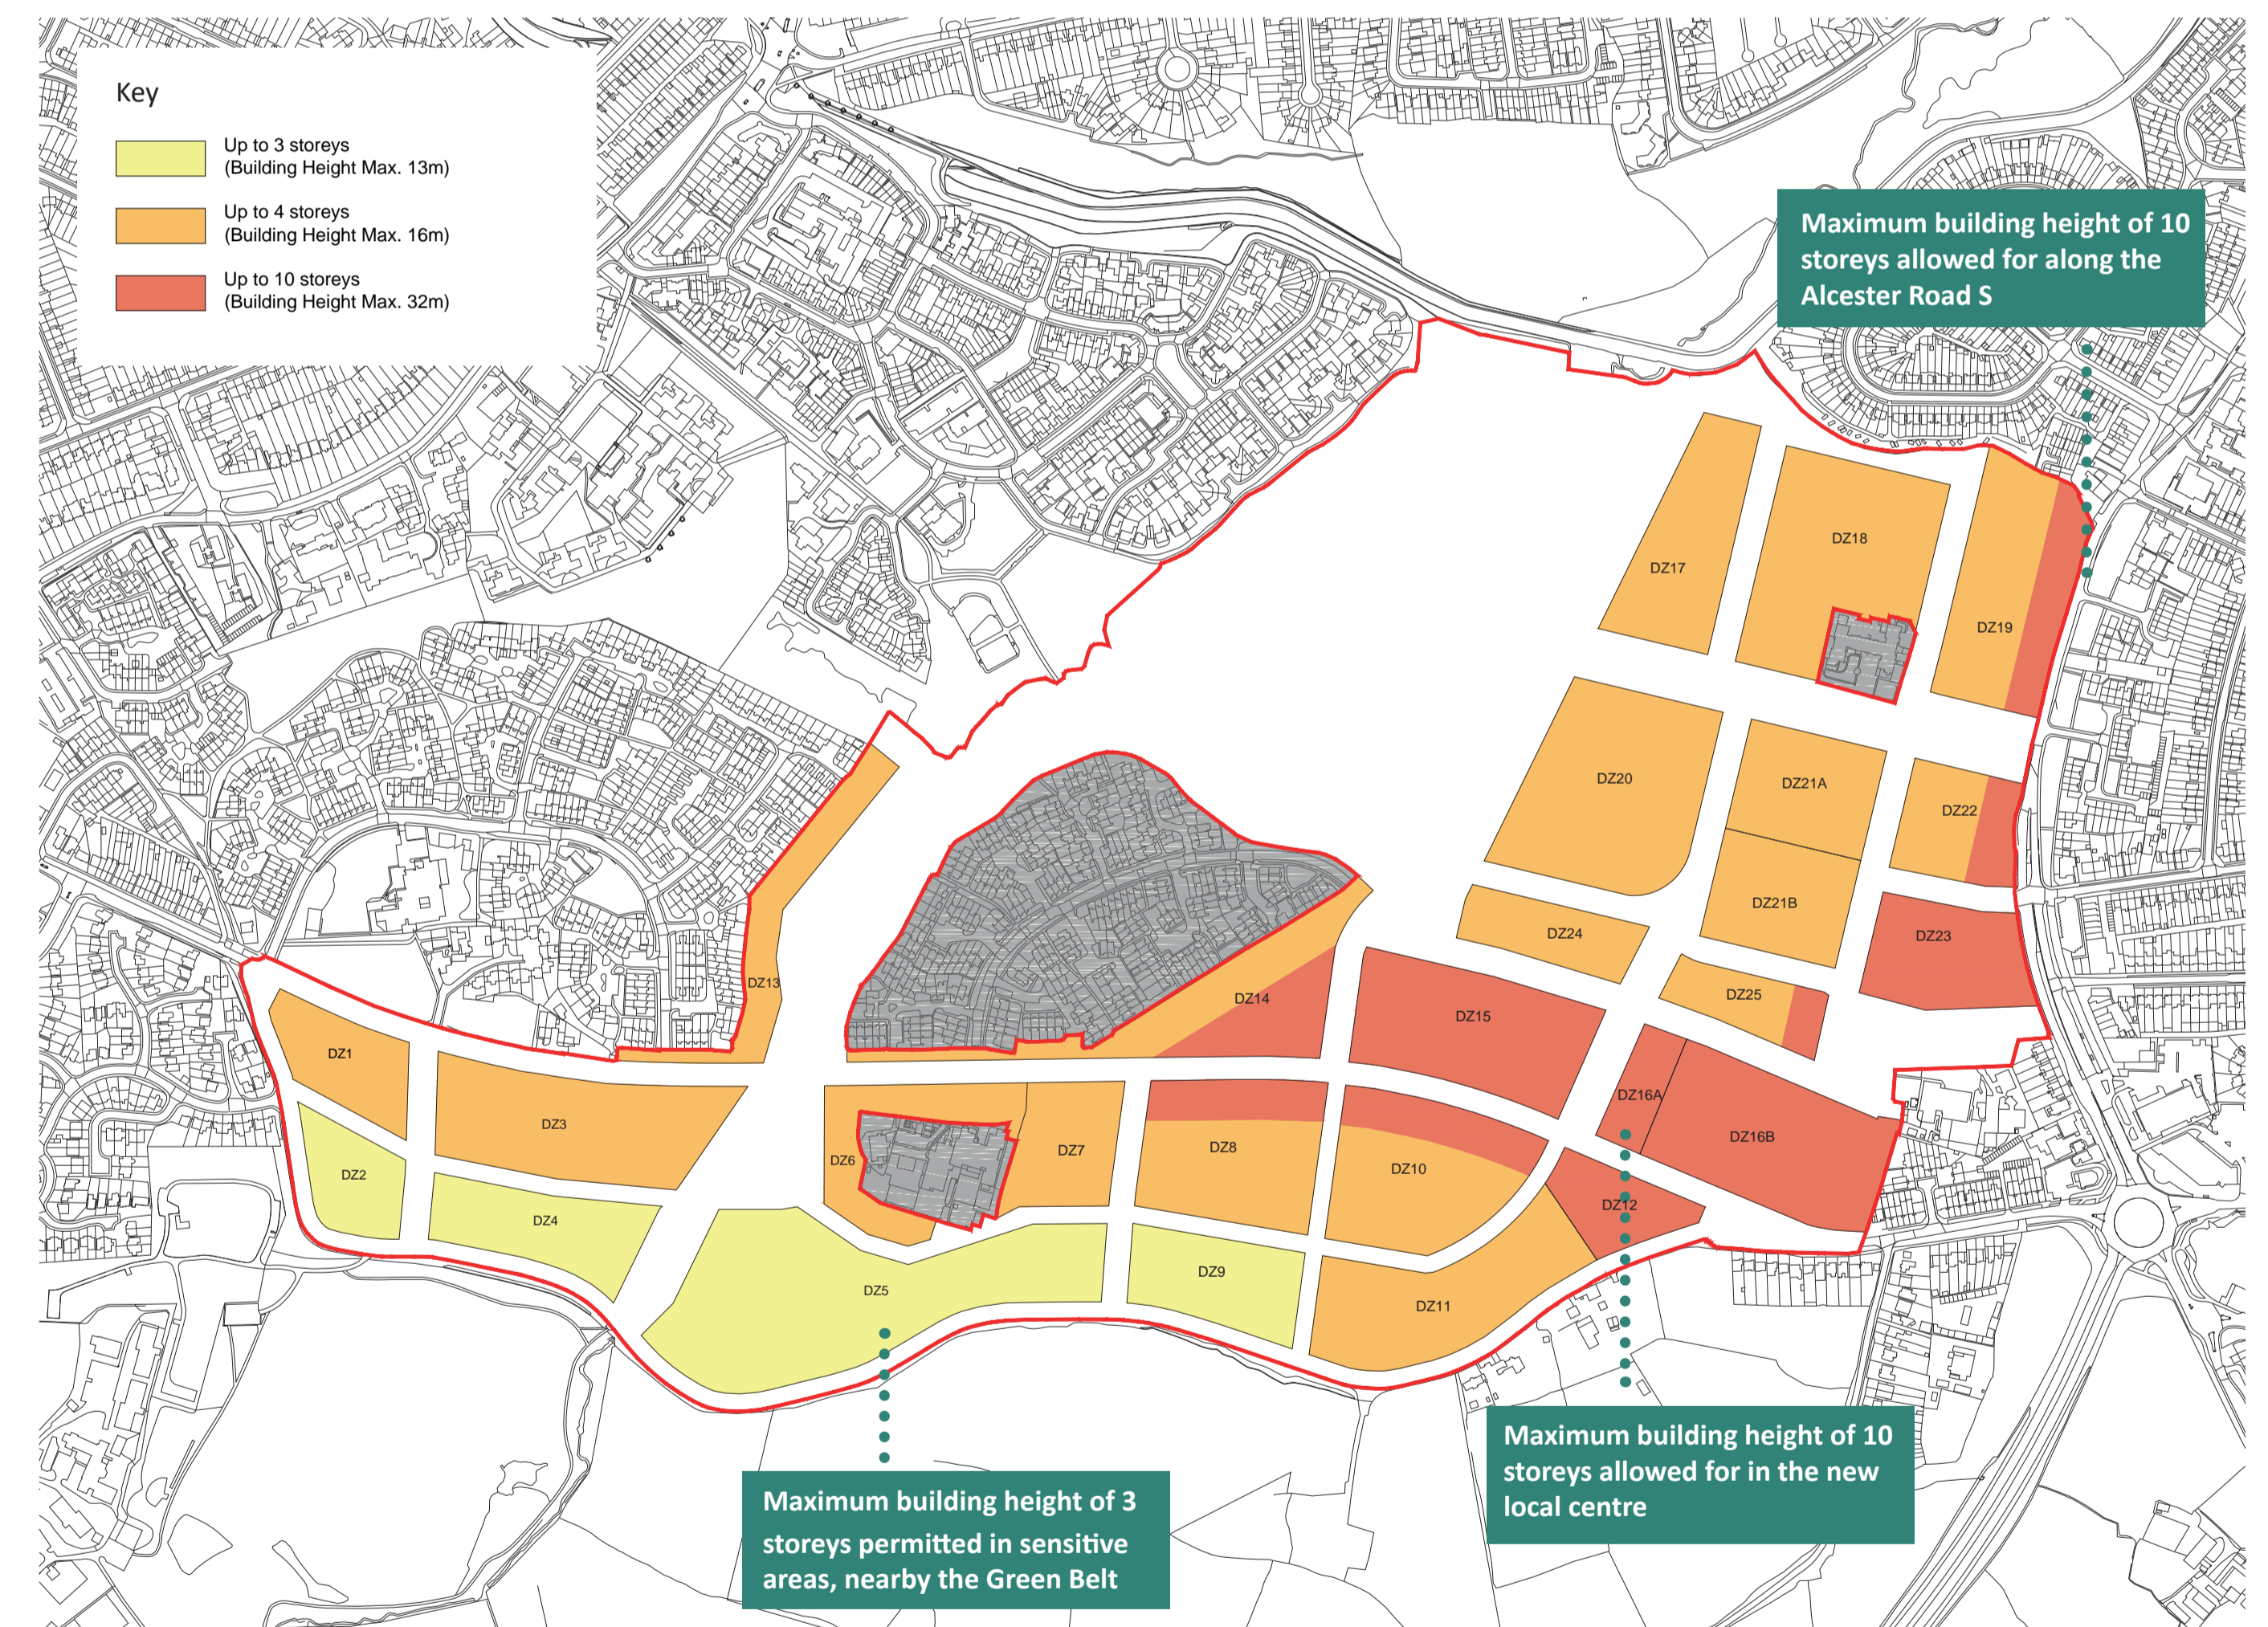 Key
Up to 3 storeys
(Building Height Max. 13m)
Up to 4 storeys
(Building Height Max. 16m)
Up to 10 storeys
(Building Height Max. 32m)
Maximum building height of 10
storeys allowed for along the
Alcester Road S
DZ18
DZ17
DZ19
DZ20
DZ21A
DZ22
DZ21B
DZ24
DZ23
DZ13
DZ25
DZ14
DZ15
DZ1
DZ16A
DZ3
DZ16B
DZ8
DZ7
DZ6
DZ10
DZ2
DZ12
DZ4
DZ9
DZ5
DZ11
Maximum building height of 10
storeys allowed for in the new
local centre
Maximum building height of 3
storeys permitted in sensitive
areas, nearby the Green Belt